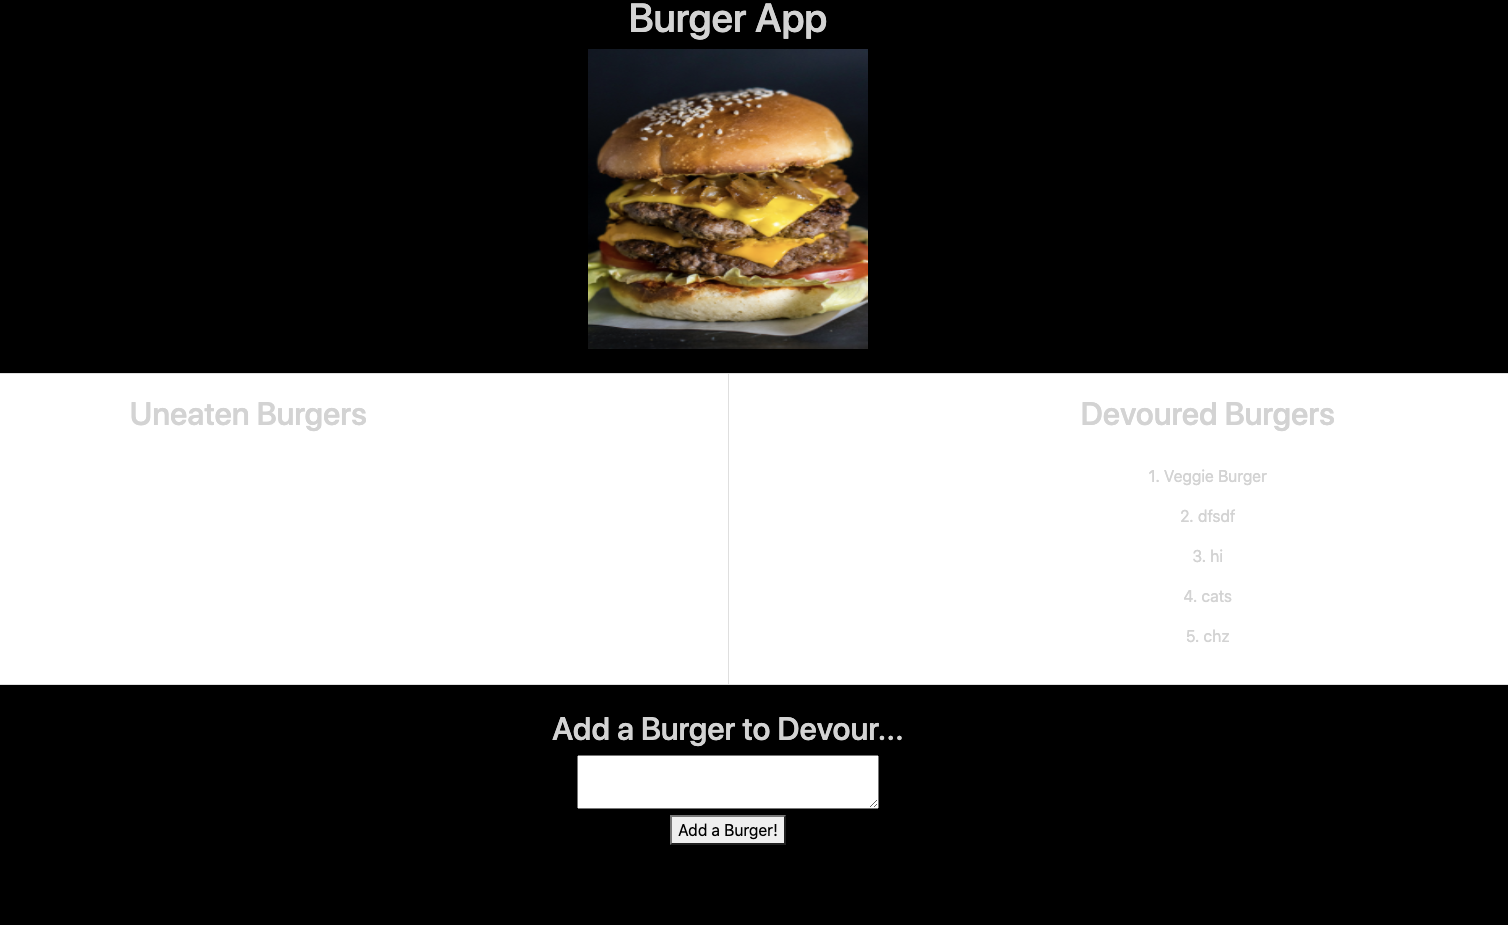 Burger App
Uneaten Burgers
Devoured Burgers
1. Veggie Burger
2. dfsdf
3. hi
4. cats
5. chz
Add a Burger to Devour...
Add a Burger!